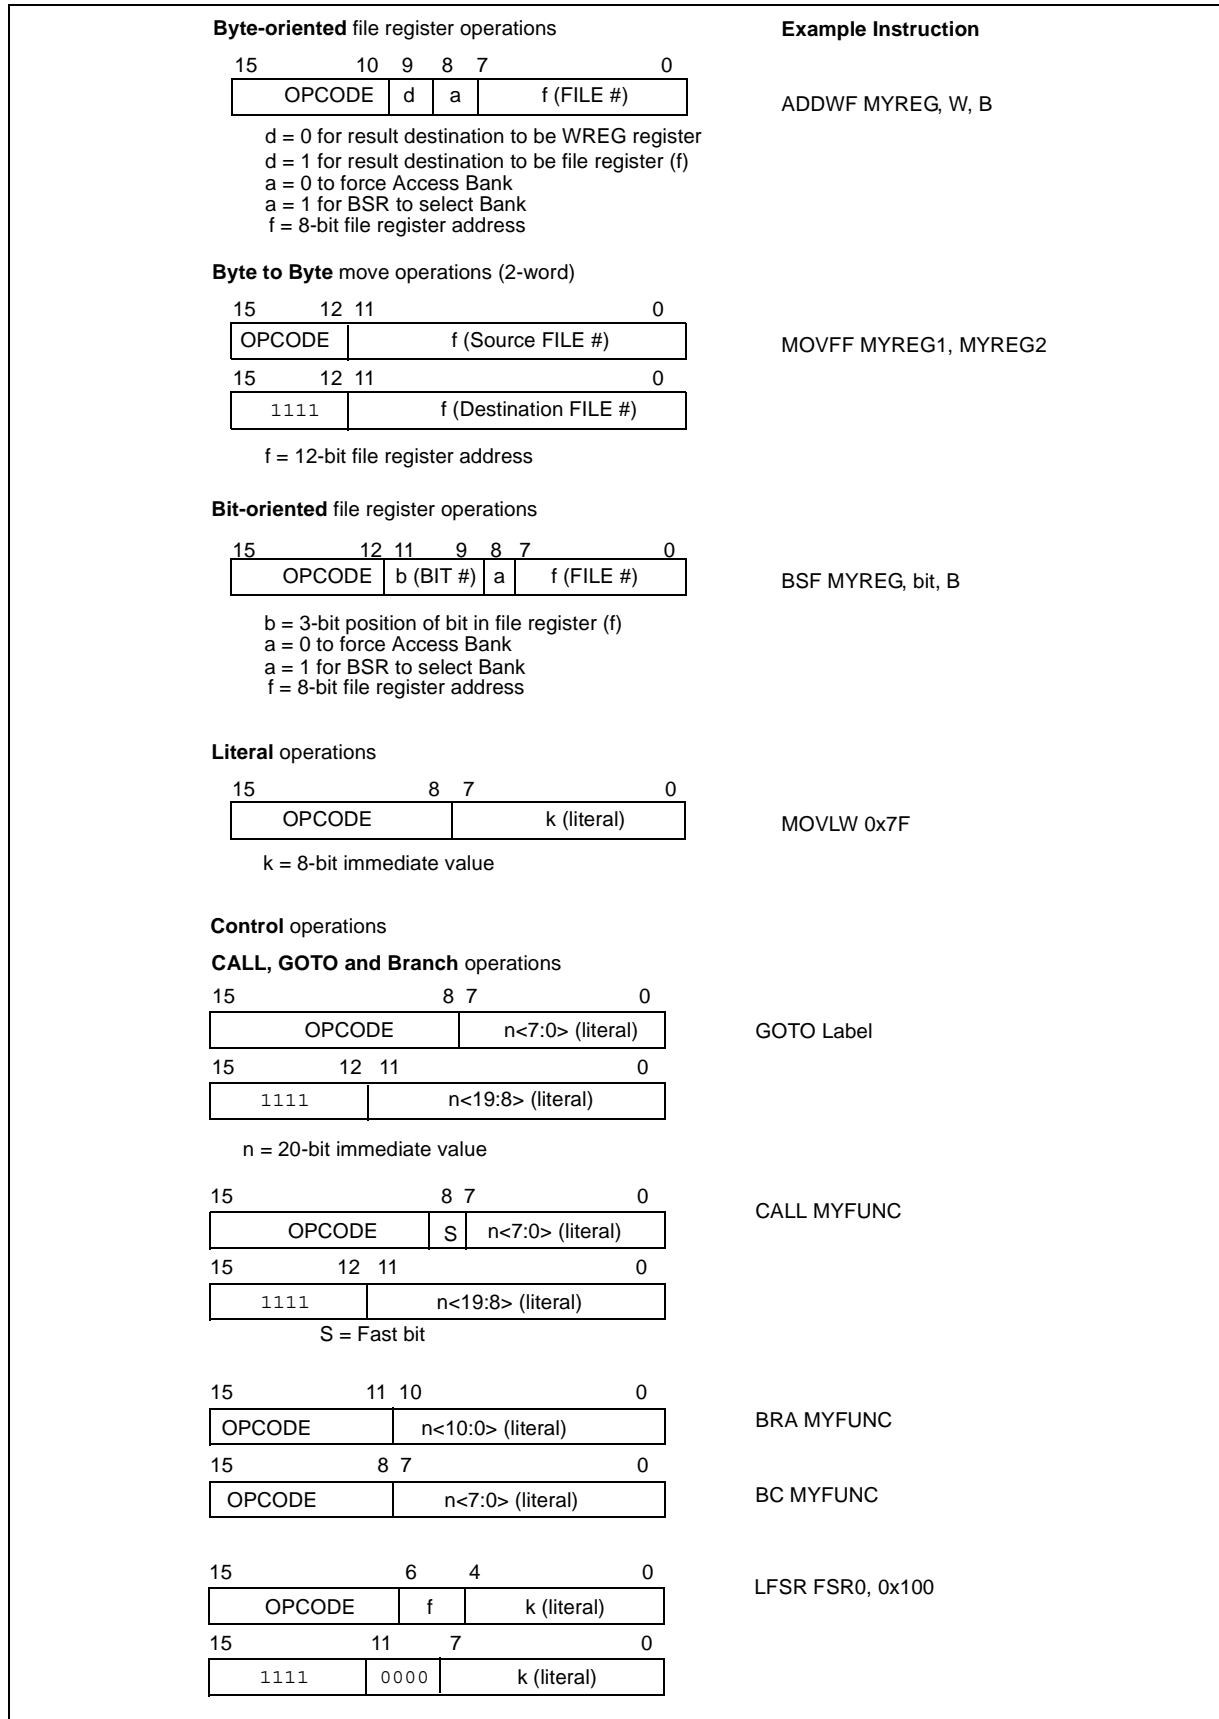 Byte-oriented file register operations Example Instruction
15 10 9 8 7 0
OPCODE d a f (FILE #) ADDWF MYREG, W, B
d = 0 for result destination to be WREG register
d = 1 for result destination to be file register (f)
a = 0 to force Access Bank
a = 1 for BSR to select Bank
f = 8-bit file register address
Byte to Byte move operations (2-word)
15 12 11 0
OPCODE f (Source FILE #) MOVFF MYREG1, MYREG2
15 12 11 0
1111 f (Destination FILE #)
f = 12-bit file register address
Bit-oriented file register operations
15 12 11 9 8 7 0
OPCODE b (BIT #) a f (FILE #) BSF MYREG, bit, B
b = 3-bit position of bit in file register (f)
a = 0 to force Access Bank
a = 1 for BSR to select Bank
f = 8-bit file register address
Literal operations
15 8 7 0
OPCODE k (literal) MOVLW 0x7F
k = 8-bit immediate value
Control operations
CALL, GOTO and Branch operations
15 8 7 0
OPCODE n<7:0> (literal) GOTO Label
15 12 11 0
1111 n<19:8> (literal)
n = 20-bit immediate value
15 8 7 0
OPCODE S n<7:0> (literal) CALL MYFUNC
15 12 11 0
1111 n<19:8> (literal)
S = Fast bit
15 11 10 0
OPCODE n<10:0> (literal) BRA MYFUNC
15 8 7 0
OPCODE n<7:0> (literal) BC MYFUNC
15 6 4 0
OPCODE f k (literal) LFSR FSR0, 0x100
15 11 7 0
1111 0000 k (literal)